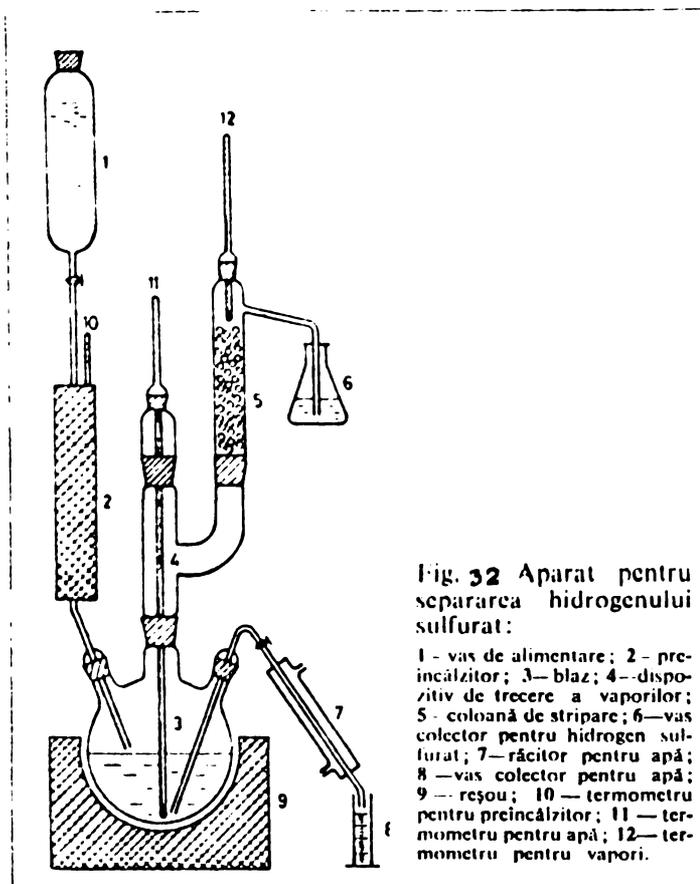 12
1
11
10
6
5
2
4
3
7
9
8
Fig. 32 Aparat pentru
separarea hidrogenului
sulfurat:
1 - vas de alimentare; 2 - pre-
încălzitor; 3— blaz; 4--dispo-
zitiv de trecere a vaporilor;
5 - coloană de stripare; 6—vas
colector pentru hidrogen sul-
furat; 7—răcitor pentru apă;
8 —vas colector pentru apă;
9 — reșou; 10 — termometru
pentru preîncălzitor; 11 — ter-
mometru pentru apă; 12— ter-
mometru pentru vapori.